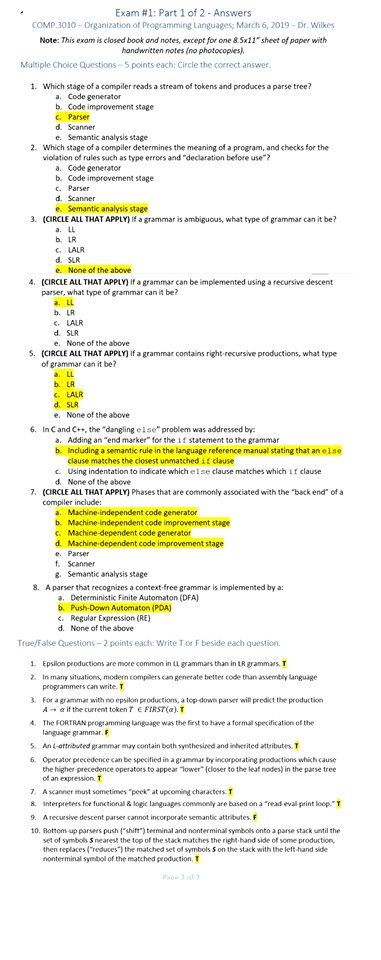 Exam #1: Part 1 of 2 - Answers
COMP.3010 – Organization of Programming Languages; March 6, 2019 – Dr. Wilkes
Note: This exam is closed book and notes, except for one 8.5x11" sheet of paper with
handwritten notes (no photocopies).
Multiple Choice Questions – 5 points each: Circle the correct answer.
1. Which stage of a compiler reads a stream of tokens and produces a parse tree?
a. Code generator
b. Code improvement stage
c. Parser
d. Scanner
e. Semantic analysis stage
2. Which stage of a compiler determines the meaning of a program, and checks for the
violation of rules such as type errors and "declaration before use"?
a. Code generator
b. Code improvement stage
c. Parser
d. Scanner
e. Semantic analysis stage
3. (CIRCLE ALL THAT APPLY) If a grammar is ambiguous, what type of grammar can it be?
a. LL
b. LR
c. LALR
d. SLR
e. None of the above
4. (CIRCLE ALL THAT APPLY) If a grammar can be implemented using a recursive descent
parser, what type of grammar can it be?
a. LL
b. LR
c. LALR
d. SLR
e. None of the above
5. (CIRCLE ALL THAT APPLY) If a grammar contains right-recursive productions, what type
of grammar can it be?
a. LL
b. LR
c. LALR
d. SLR
e. None of the above
6. In C and C++, the "dangling else" problem was addressed by:
a. Adding an "end marker" for the if statement to the grammar
b. Including a semantic rule in the language reference manual stating that an else
clause matches the closest unmatched if clause
c. Using indentation to indicate which else clause matches which if clause
d. None of the above
7. (CIRCLE ALL THAT APPLY) Phases that are commonly associated with the "back end" of a
compiler include:
a. Machine-independent code generator
b. Machine-independent code improvement stage
c. Machine-dependent code generator
d. Machine-dependent code improvement stage
e. Parser
f. Scanner
g. Semantic analysis stage
8. A parser that recognizes a context-free grammar is implemented by a:
a. Deterministic Finite Automaton (DFA)
b. Push-Down Automaton (PDA)
c. Regular Expression (RE)
d. None of the above
True/False Questions – 2 points each: Write T or F beside each question.
1. Epsilon productions are more common in LL grammars than in LR grammars. T
2. In many situations, modern compilers can generate better code than assembly language
programmers can write. T
3. For a grammar with no epsilon productions, a top-down parser will predict the production
A → α if the current token T ∈ FIRST(α). T
4. The FORTRAN programming language was the first to have a formal specification of the
language grammar. F
5. An L-attributed grammar may contain both synthesized and inherited attributes. T
6. Operator precedence can be specified in a grammar by incorporating productions which cause
the higher-precedence operators to appear "lower" (closer to the leaf nodes) in the parse tree
of an expression. T
7. A scanner must sometimes "peek" at upcoming characters. T
8. Interpreters for functional & logic languages commonly are based on a "read-eval-print loop." T
9. A recursive descent parser cannot incorporate semantic attributes. F
10. Bottom-up parsers push ("shift") terminal and nonterminal symbols onto a parse stack until the
set of symbols S nearest the top of the stack matches the right-hand side of some production,
then replaces ("reduces") the matched set of symbols S on the stack with the left-hand side
nonterminal symbol of the matched production. T